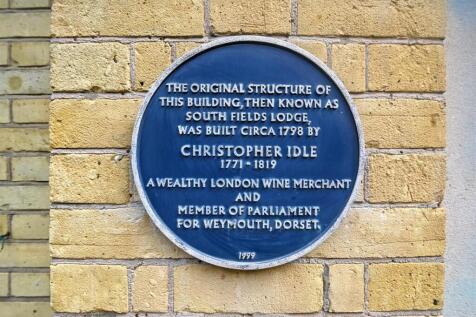 THE ORIGINAL STRUCTURE OF
THIS BUILDING, THEN KNOWN AS
SOUTH FIELDS LODGE,
WAS BUILT CIRCA 1798 BY
CHRISTOPHER IDLE
1771 - 1819
A WEALTHY LONDON WINE MERCHANT
AND
MEMBER OF PARLIAMENT
FOR WEYMOUTH, DORSET.
1999